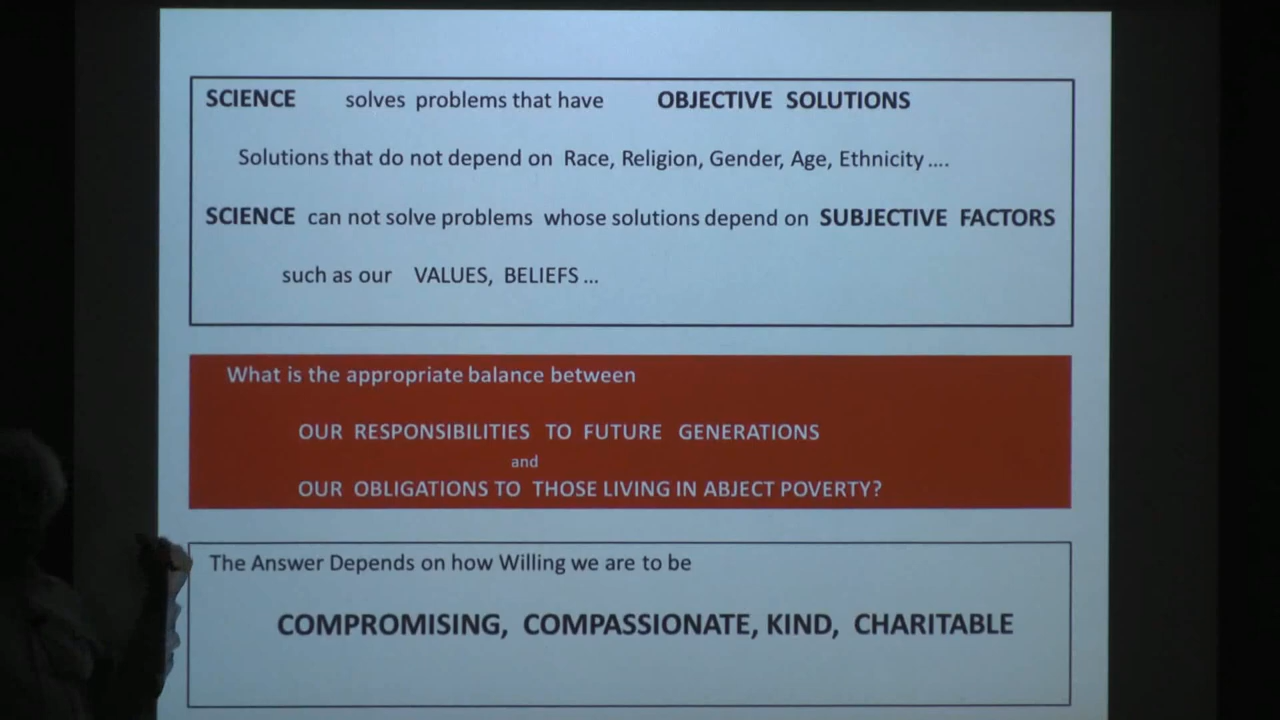 SCIENCE solves problems that have OBJECTIVE SOLUTIONS
Solutions that do not depend on Race, Religion, Gender, Age, Ethnicity ....
SCIENCE can not solve problems whose solutions depend on SUBJECTIVE FACTORS
such as our VALUES, BELIEFS ...
What is the appropriate balance between
OUR RESPONSIBILITIES TO FUTURE GENERATIONS
and
OUR OBLIGATIONS TO THOSE LIVING IN ABJECT POVERTY?
The Answer Depends on how Willing we are to be
COMPROMISING, COMPASSIONATE, KIND, CHARITABLE